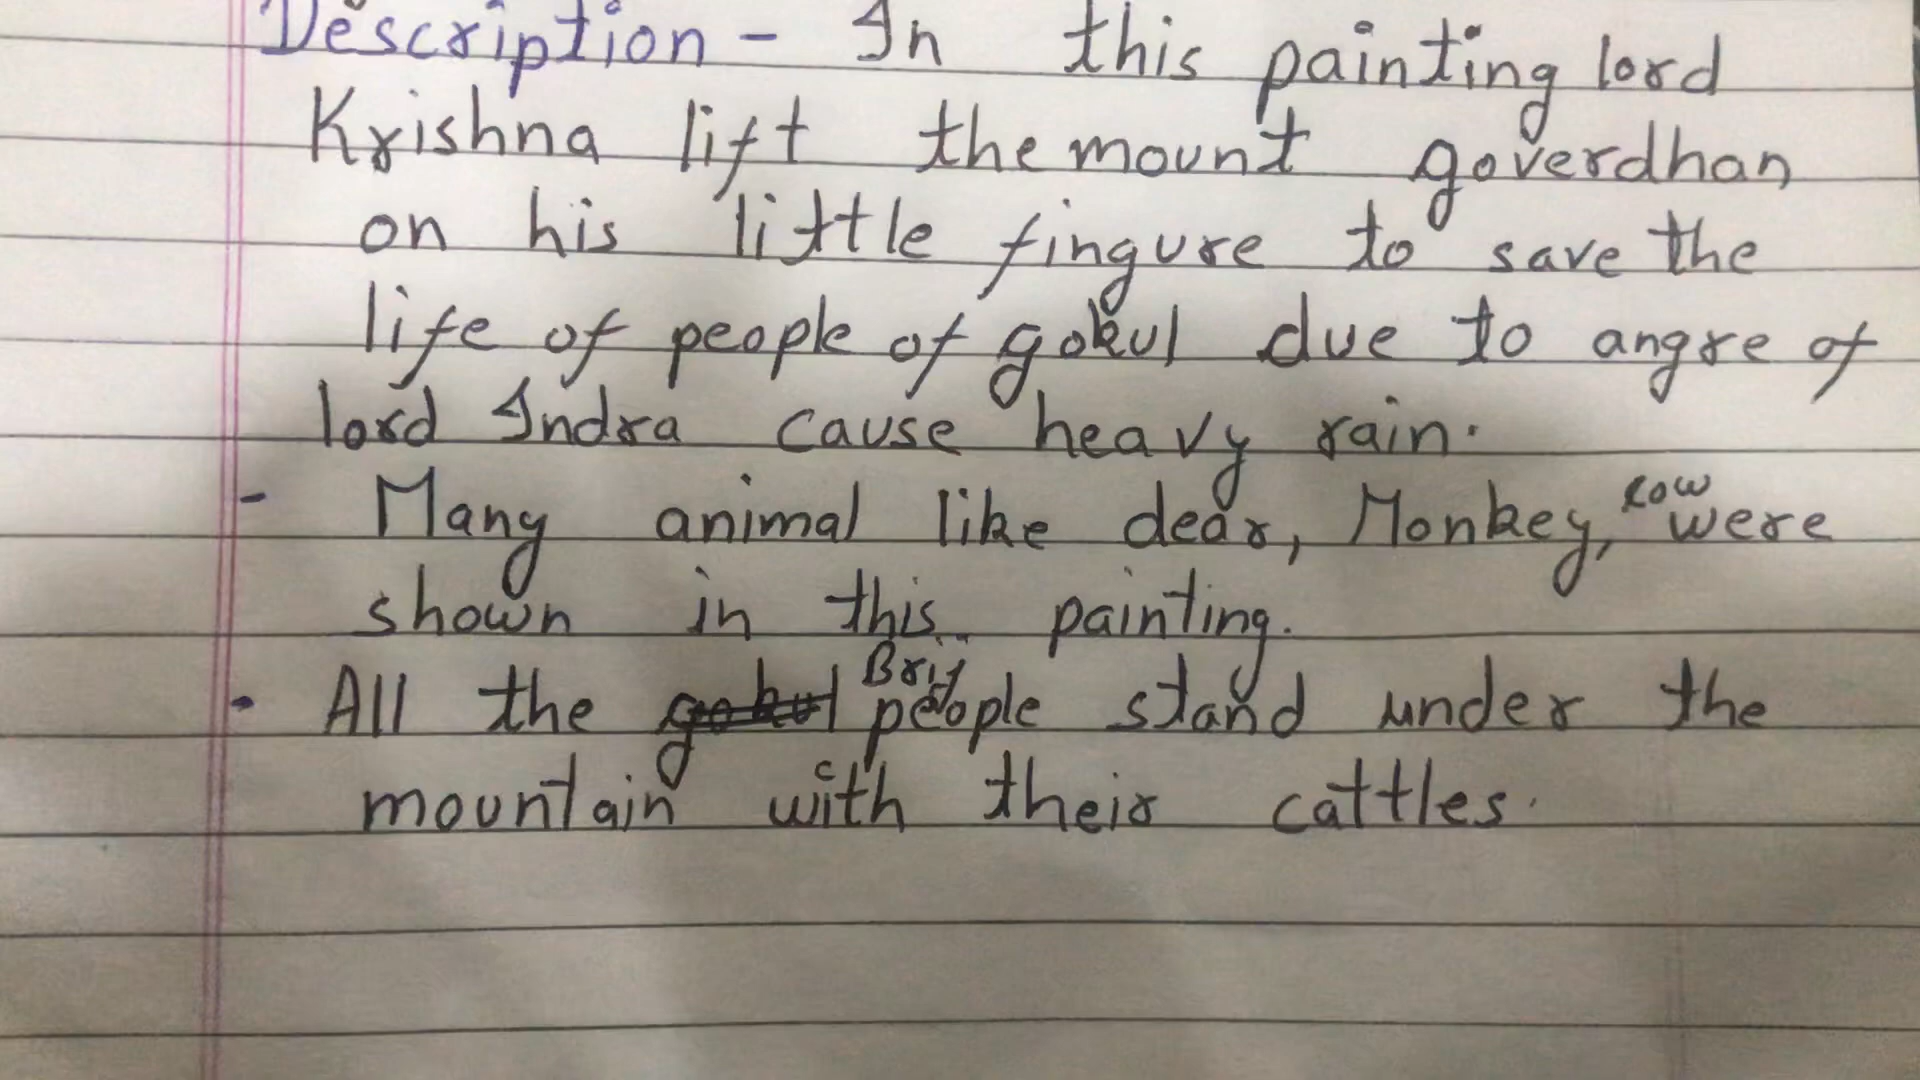 Description - In this painting lord
Krishna lift the mount goverdhan
on his little fingure to save the
life of people of gokul due to angre of
lord Indra cause heavy rain.
- Many animal like dear, Monkey, cow were
shown in this painting.
- All the gokul Brij people stand under the
mountain with their cattles.